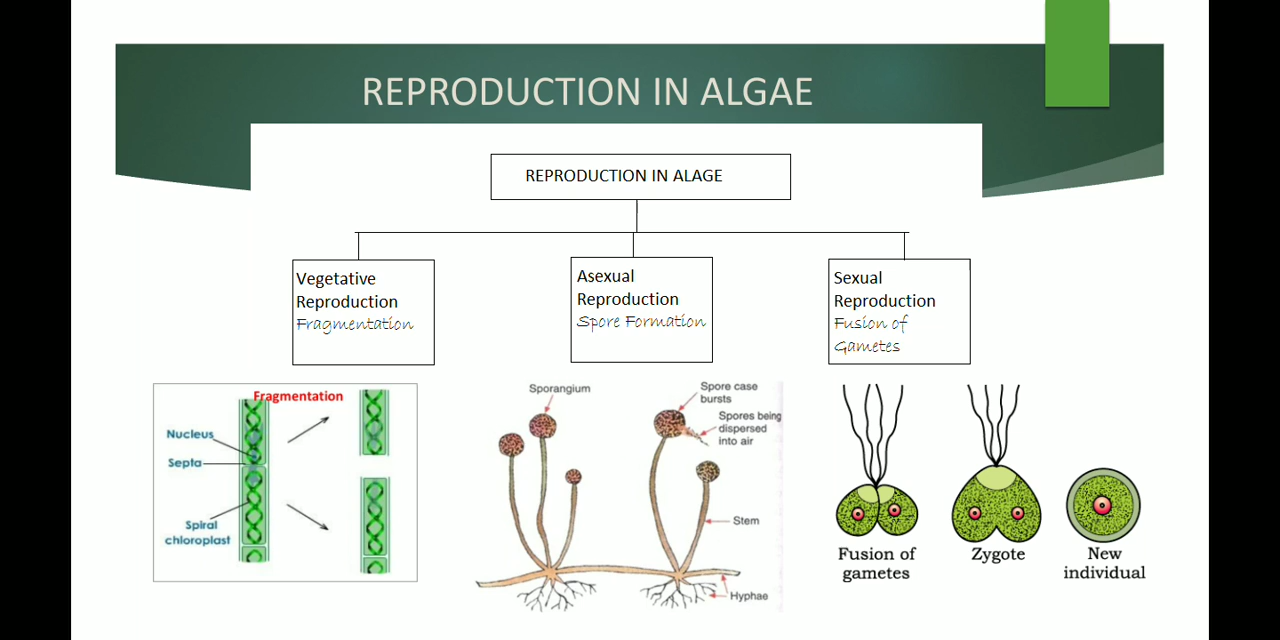 REPRODUCTION IN ALGAE
REPRODUCTION IN ALAGE
Vegetative
Reproduction
Fragmentation
Asexual
Reproduction
Spore Formation
Sexual
Reproduction
Fusion of
Gametes
Fragmentation
Nucleus
Septa
Spiral
chloroplast
Sporangium
Spore case
bursts
Spores being
dispersed
into air
Stem
Hyphae
Fusion of
gametes
Zygote
New
individual